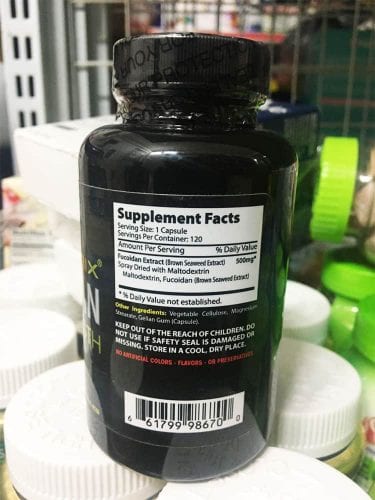 FOR YOUR
PROTECTION
Supplement Facts
Serving Size: 1 Capsule
Servings Per Container: 120
Amount Per Serving % Daily Value
Fucoidan Extract (Brown Seaweed Extract) 500mg*
Spray Dried with Maltodextrin
Maltodextrin, Fucoidan (Brown Seaweed Extract)
* % Daily Value not established.
Other Ingredients: Vegetable Cellulose, Magnesium
Stearate, Gellan Gum (Capsule).
KEEP OUT OF THE REACH OF CHILDREN. DO
NOT USE IF SAFETY SEAL IS DAMAGED OR
MISSING. STORE IN A COOL, DRY PLACE.
NO ARTIFICIAL COLORS - FLAVORS - OR PRESERVATIVES
6 61799 98670 0